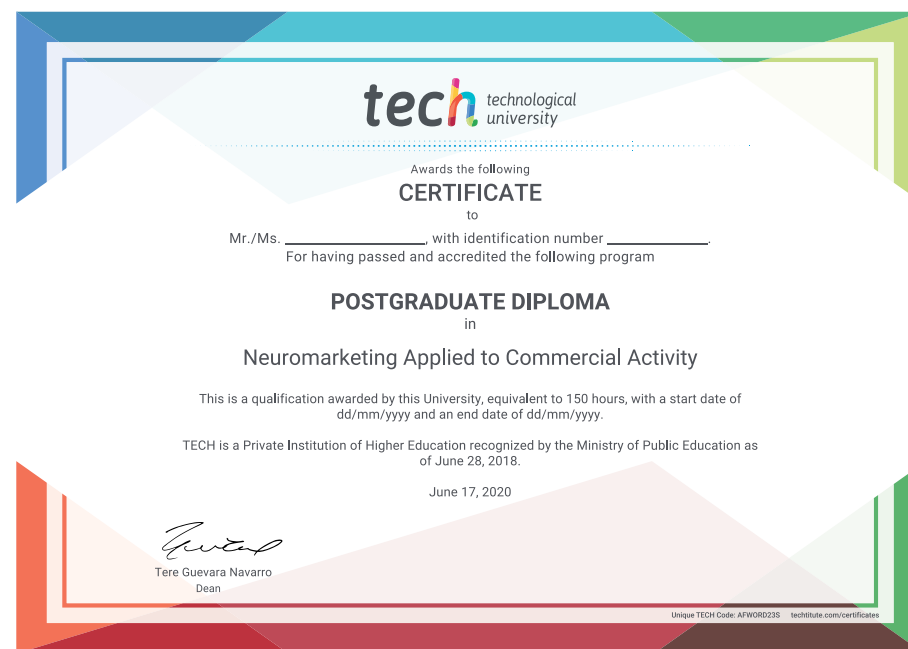 tech technological
university
Awards the following
CERTIFICATE
to
Mr./Ms. ____________________, with identification number ______________.
For having passed and accredited the following program
POSTGRADUATE DIPLOMA
in
Neuromarketing Applied to Commercial Activity
This is a qualification awarded by this University, equivalent to 150 hours, with a start date of
dd/mm/yyyy and an end date of dd/mm/yyyy.
TECH is a Private Institution of Higher Education recognized by the Ministry of Public Education as
of June 28, 2018.
June 17, 2020
Tere Guevara Navarro
Dean
Unique TECH Code: AFWORD23S techtitute.com/certificates